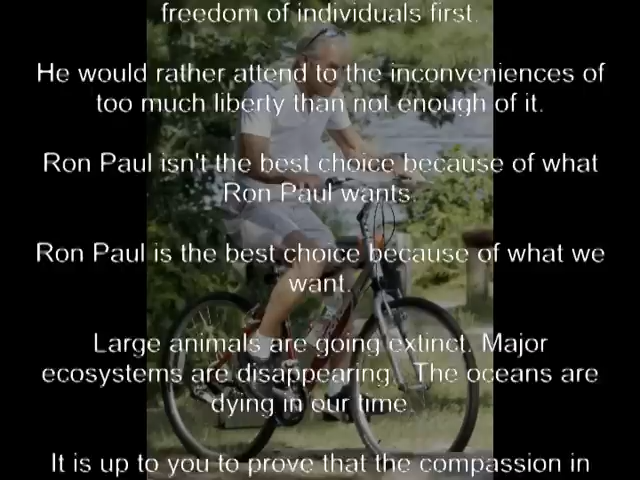 freedom of individuals first.
He would rather attend to the inconveniences of
too much liberty than not enough of it.
Ron Paul isn't the best choice because of what
Ron Paul wants.
Ron Paul is the best choice because of what we
want.
Large animals are going extinct. Major
ecosystems are disappearing. The oceans are
dying in our time.
It is up to you to prove that the compassion in